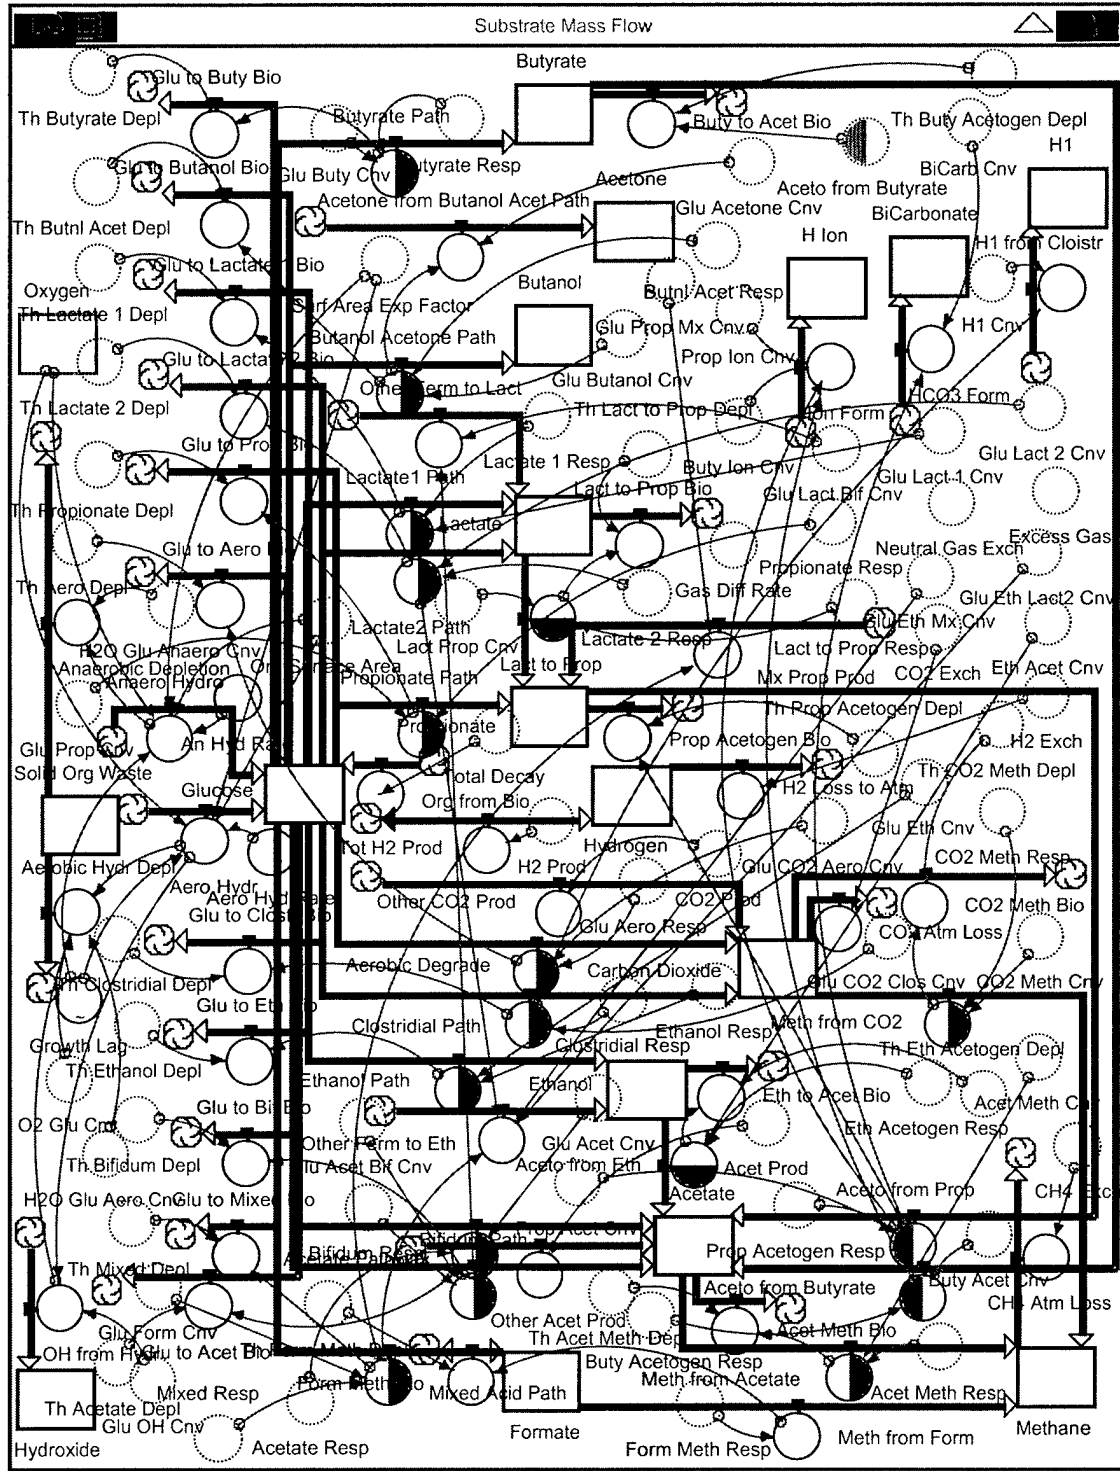 Substrate Mass Flow
Butyrate
Glu to Buty Bio
Th Butyrate Depl
Butyrate Path
Buty to Acet Bio
Th Buty Acetogen Depl
H1
BiCarb Cnv
Glu to Butanol Bio
Glu Buty Cnv
Butyrate Resp
Acetone
Aceto from Butyrate
Acetone from Butanol Acet Path
Glu Acetone Cnv
BiCarbonate
Th Butnl Acet Depl
H Ion
H1 from Cloistr
Glu to Lactate 1 Bio
Butanol
Butnl Acet Resp
Oxygen
Surf Area Exp Factor
Th Lactate 1 Depl
Butanol Acetone Path
Glu Prop Mx Cnv
H1 Cnv
Glu to Lactate 2 Bio
Prop Ion Cnv
Other Ferm to Lact
Glu Butanol Cnv
Th Lactate 2 Depl
Th Lact to Prop Depl
Ion Form
HCO3 Form
Glu to Prop Bio
Lactate 1 Resp
Buty Ion Cnv
Glu Lact 2 Cnv
Lactate1 Path
Glu Lact 1 Cnv
Lact to Prop Bio
Glu Lact Bif Cnv
Th Propionate Depl
Lactate
Excess Gas
Glu to Aero Bio
Neutral Gas Exch
Propionate Resp
Th Aero Depl
Gas Diff Rate
Glu Eth Lact2 Cnv
Glu Eth Mx Cnv
Lactate2 Path
Lactate 2 Resp
H2O Glu Anaero Cnv
Lact Prop Cnv
Lact to Prop Resp
Anaerobic Depletion
Org Surface Area
Lact to Prop
CO2 Exch
Eth Acet Cnv
Anaero Hydro
Propionate Path
Mx Prop Prod
Th Prop Acetogen Depl
Propionate
Glu Prop Cnv
An Hyd Rate
Prop Acetogen Bio
H2 Exch
Solid Org Waste
Total Decay
Th CO2 Meth Depl
Glucose
Org from Bio
H2 Loss to Atm
Glu Eth Cnv
Tot H2 Prod
Hydrogen
Aerobic Hydr Depl
H2 Prod
Glu CO2 Aero Cnv
CO2 Meth Resp
Aero Hydr
Aero Hyd Rate
Other CO2 Prod
CO2 Prod
CO2 Meth Bio
Glu to Clost Bio
Glu Aero Resp
CO2 Atm Loss
Aerobic Degrade
Carbon Dioxide
Th Clostridial Depl
Glu CO2 Clos Cnv
CO2 Meth Cnv
Glu to Eth Bio
Clostridial Path
Ethanol Resp
Meth from CO2
Growth Lag
Clostridial Resp
Th Eth Acetogen Depl
Th Ethanol Depl
Ethanol Path
Ethanol
Eth to Acet Bio
Acet Meth Cnv
Glu to Bif Bio
O2 Glu Cnv
Other Ferm to Eth
Glu Acet Cnv
Eth Acetogen Resp
Th Bifidum Depl
Glu Acet Bif Cnv
Aceto from Eth
Acet Prod
H2O Glu Aero Cnv
Glu to Mixed Bio
Acetate
Aceto from Prop
CH4 Exc
Prop Acet Cnv
Bifidum Path
Bifidum Resp
Prop Acetogen Resp
Th Mixed Depl
Acetate Path
Buty Acet Cnv
Aceto from Butyrate
CH4 Atm Loss
Other Acet Prod
Glu Form Cnv
Th Acet Meth Dep
Acet Meth Bio
OH from Hydr
Glu to Acet Bio
Buty Acetogen Resp
Form Meth Bio
Meth from Acetate
Mixed Resp
Mixed Acid Path
Acet Meth Resp
Th Acetate Depl
Glu OH Cnv
Formate
Methane
Hydroxide
Acetate Resp
Form Meth Resp
Meth from Form